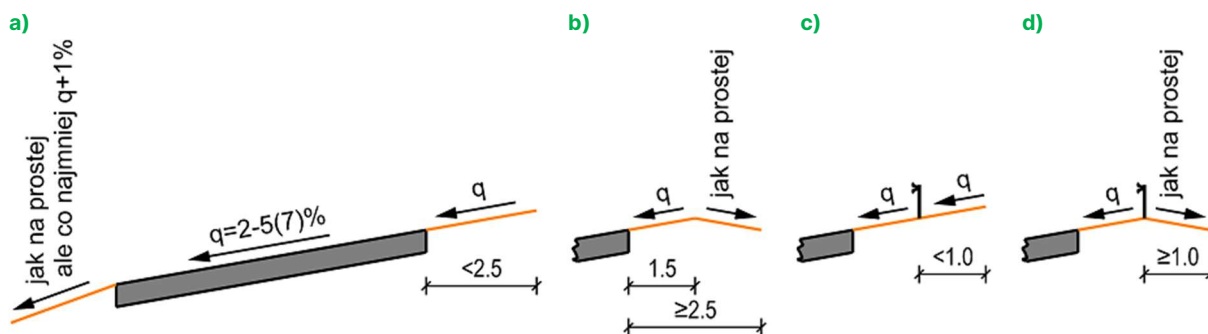 a)
jak na prostej
ale co najmniej q+1%
q=2-5(7)%
q
<2.5
b)
q
jak na prostej
1.5
≥2.5
c)
q
q
<1.0
d)
q
jak na prostej
≥1.0